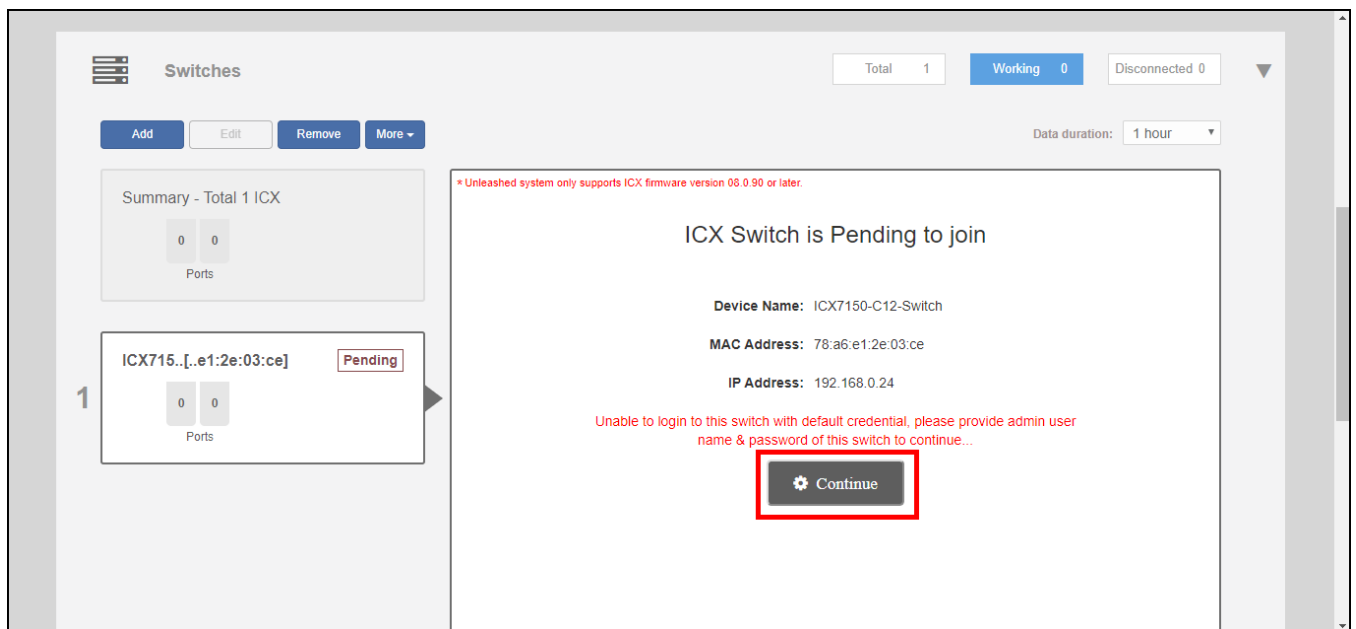 Switches
Total 1
Working 0
Disconnected 0
Add
Edit
Remove
More
Data duration: 1 hour
Summary - Total 1 ICX
0 0
Ports
1
ICX715..[..e1:2e:03:ce]
Pending
0 0
Ports
* Unleashed system only supports ICX firmware version 08.0.90 or later.
ICX Switch is Pending to join
Device Name: ICX7150-C12-Switch
MAC Address: 78:a6:e1:2e:03:ce
IP Address: 192.168.0.24
Unable to login to this switch with default credential, please provide admin user
name & password of this switch to continue...
Continue